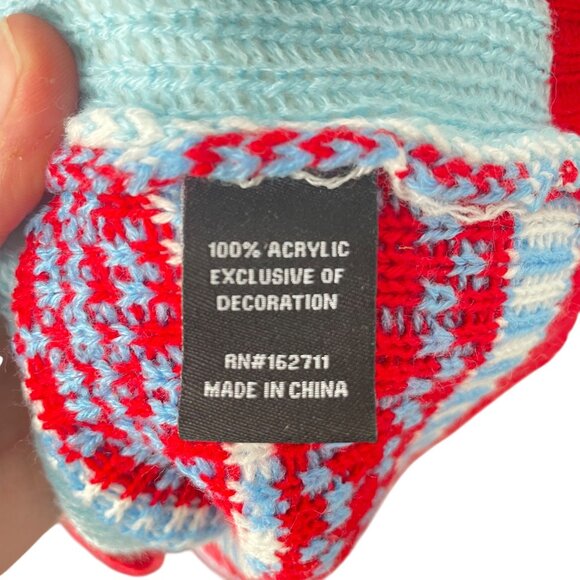 100% ACRYLIC
EXCLUSIVE OF
DECORATION
RN#162711
MADE IN CHINA